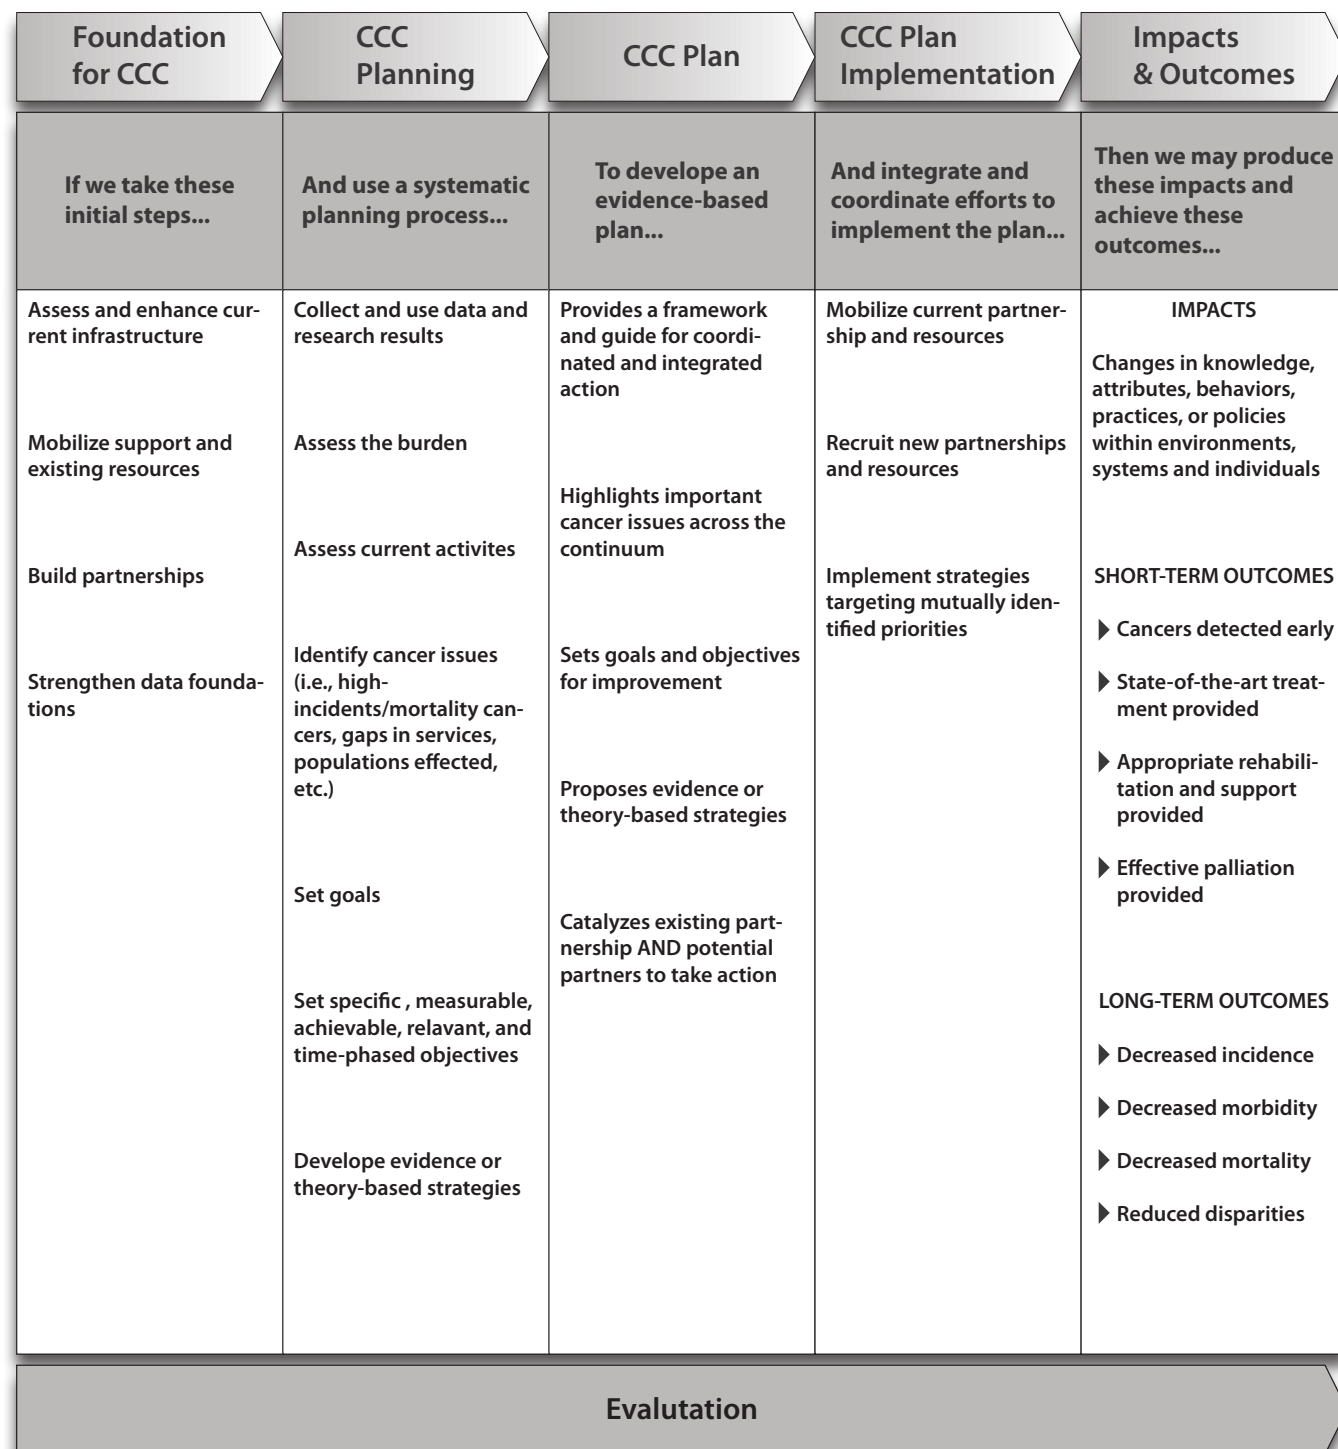 Foundation
for CCC
CCC
Planning
CCC Plan
CCC Plan
Implementation
Impacts
& Outcomes
If we take these
initial steps...
And use a systematic
planning process...
To develope an
evidence-based
plan...
And integrate and
coordinate efforts to
implement the plan...
Then we may produce
these impacts and
achieve these
outcomes...
Assess and enhance cur-
rent infrastructure
Mobilize support and
existing resources
Build partnerships
Strengthen data founda-
tions
Collect and use data and
research results
Assess the burden
Assess current activites
Identify cancer issues
(i.e., high-
incidents/mortality can-
cers, gaps in services,
populations effected,
etc.)
Set goals
Set specific , measurable,
achievable, relavant, and
time-phased objectives
Develope evidence or
theory-based strategies
Provides a framework
and guide for coordi-
nated and integrated
action
Highlights important
cancer issues across the
continuum
Sets goals and objectives
for improvement
Proposes evidence or
theory-based strategies
Catalyzes existing part-
nership AND potential
partners to take action
Mobilize current partner-
ship and resources
Recruit new partnerships
and resources
Implement strategies
targeting mutually iden-
tified priorities
IMPACTS
Changes in knowledge,
attributes, behaviors,
practices, or policies
within environments,
systems and individuals
SHORT-TERM OUTCOMES
Cancers detected early
State-of-the-art treat-
ment provided
Appropriate rehabili-
tation and support
provided
Effective palliation
provided
LONG-TERM OUTCOMES
Decreased incidence
Decreased morbidity
Decreased mortality
Reduced disparities
Evalutation